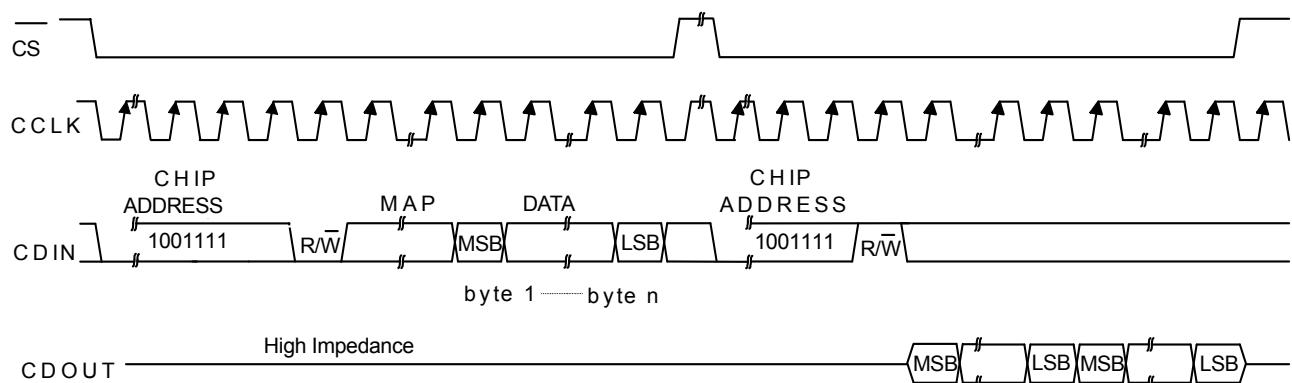 CS
CCLK
CHIP
ADDRESS
MAP
DATA
CHIP
ADDRESS
CDIN
1001111
R/W
MSB
LSB
1001111
R/W
byte 1
byte n
High Impedance
CDOUT
MSB
LSB
MSB
LSB